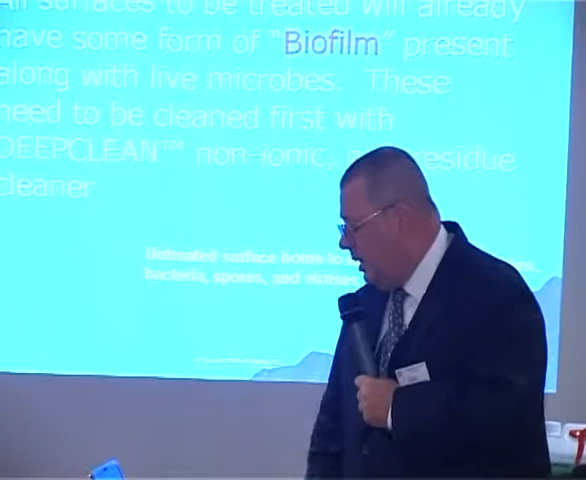 All surfaces to be treated will already
have some form of "Biofilm" present
along with live microbes. These
need to be cleaned first with
DEEPCLEAN™ non-ionic, residue
cleaner
Untreated surface home to
bacteria, spores, and viruses